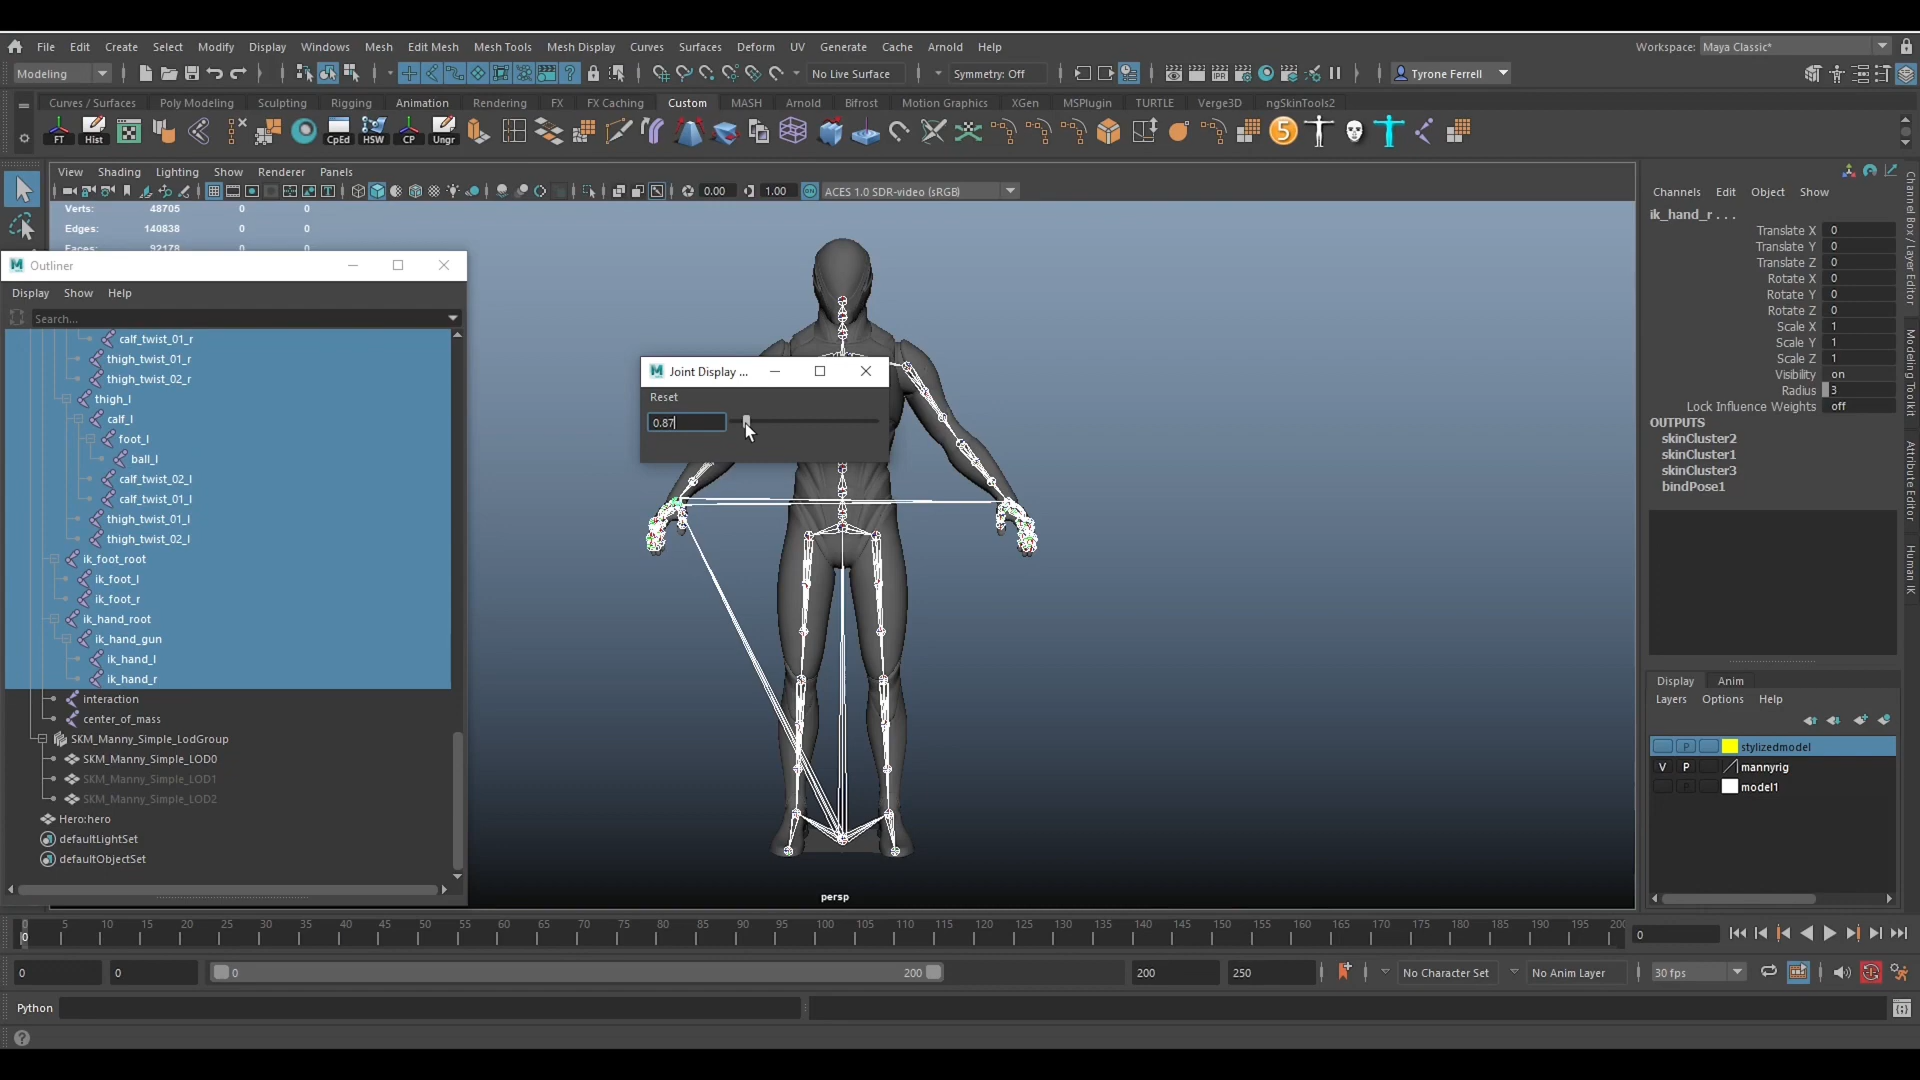 File Edit Create Select Modify Display Windows Mesh Edit Mesh Mesh Tools Mesh Display Curves Surfaces Deform UV Generate Cache Arnold Help Workspace: Maya Classic*
Modeling No Live Surface Symmetry: Off Tyrone Ferrell
Curves / Surfaces Poly Modeling Sculpting Rigging Animation Rendering FX FX Caching Custom MASH Arnold Bifrost Motion Graphics XGen MSPlugin TURTLE Verge3D ngSkinTools2
FT Hist CpEd HSW CP Ungr
View Shading Lighting Show Renderer Panels
0.00 1.00 ACES 1.0 SDR-video (sRGB)
Verts: 48705 0 0
Edges: 140838 0 0
Faces: 92178 0 0
Outliner
Display Show Help
Search...
calf_twist_01_r
thigh_twist_01_r
thigh_twist_02_r
thigh_l
calf_l
foot_l
ball_l
calf_twist_02_l
calf_twist_01_l
thigh_twist_01_l
thigh_twist_02_l
ik_foot_root
ik_foot_l
ik_foot_r
ik_hand_root
ik_hand_gun
ik_hand_l
ik_hand_r
interaction
center_of_mass
SKM_Manny_Simple_LodGroup
SKM_Manny_Simple_LOD0
SKM_Manny_Simple_LOD1
SKM_Manny_Simple_LOD2
Hero:hero
defaultLightSet
defaultObjectSet
Joint Display ...
Reset
0.87
persp
Channels Edit Object Show
ik_hand_r . . .
Translate X 0
Translate Y 0
Translate Z 0
Rotate X 0
Rotate Y 0
Rotate Z 0
Scale X 1
Scale Y 1
Scale Z 1
Visibility on
Radius 3
Lock Influence Weights off
OUTPUTS
skinCluster2
skinCluster1
skinCluster3
bindPose1
Channel Box / Layer Editor
Modeling Toolkit
Attribute Editor
Human IK
Display Anim
Layers Options Help
P stylizedmodel
V P mannyrig
P model1
0 5 10 15 20 25 30 35 40 45 50 55 60 65 70 75 80 85 90 95 100 105 110 115 120 125 130 135 140 145 150 155 160 165 170 175 180 185 190 195 200
0 0
0 0 0 200 200 250 No Character Set No Anim Layer 30 fps
Python